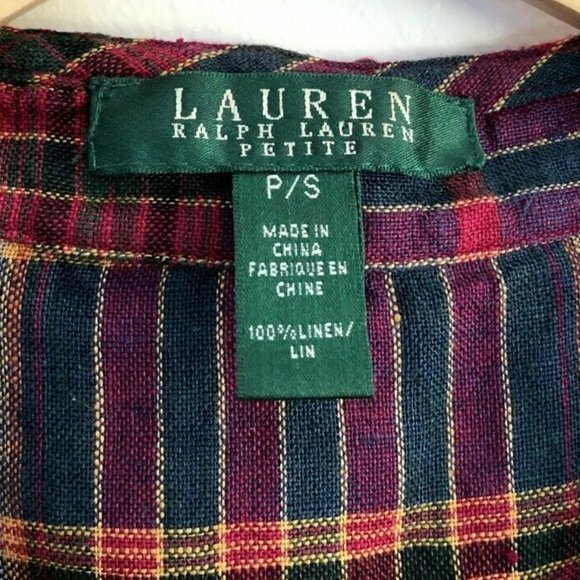 LAUREN
RALPH LAUREN
PETITE
P/S
MADE IN
CHINA
FABRIQUE EN
CHINE
100% LINEN/
LIN